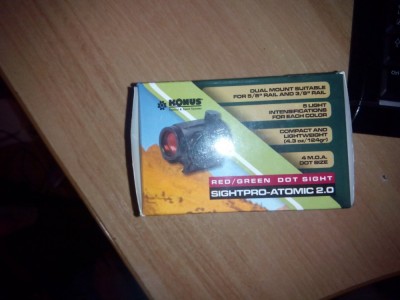 KONUS
DUAL MOUNT SUITABLE
FOR 5/8" RAIL AND 3/8" RAIL
5 LIGHT
INTENSIFICATIONS
FOR EACH COLOR
COMPACT AND
LIGHTWEIGHT
(4.3 oz/124gr)
4 M.O.A.
DOT SIZE
RED/GREEN DOT SIGHT
SIGHTPRO-ATOMIC 2.0